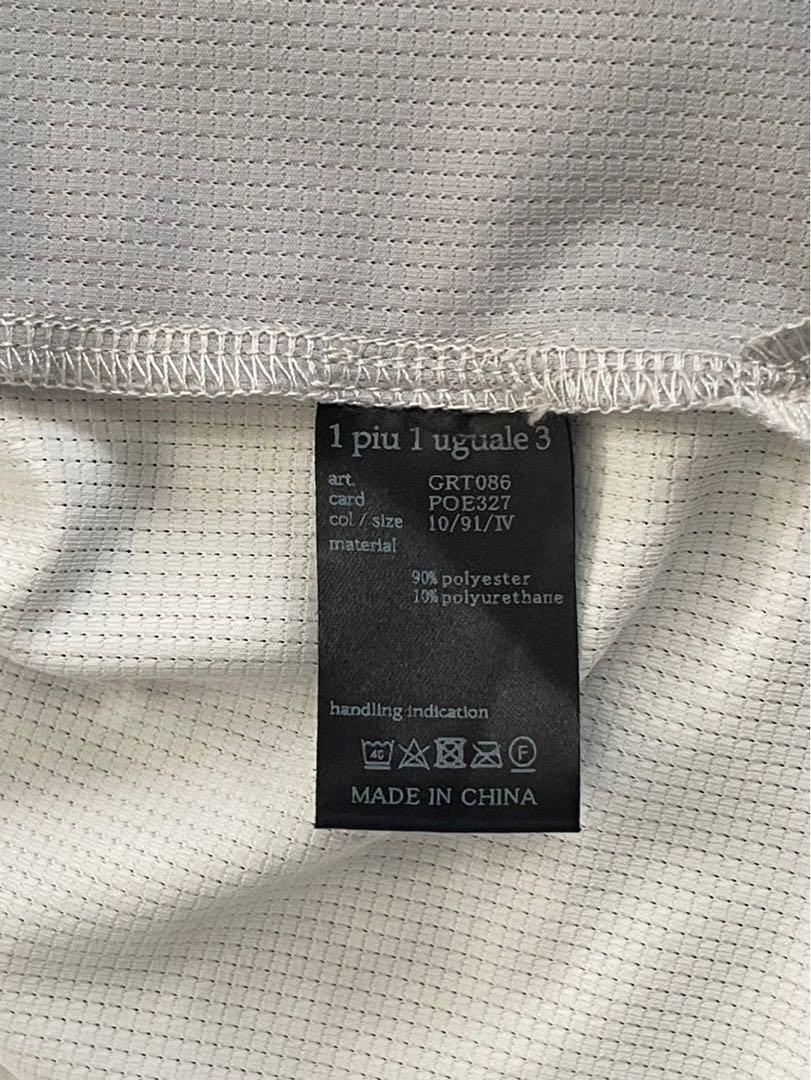 1 piu 1 uguale 3
art. GRT086
card POE327
col / size 10/91/IV
material
90% polyester
10% polyurethane
handling indication
40 F
MADE IN CHINA